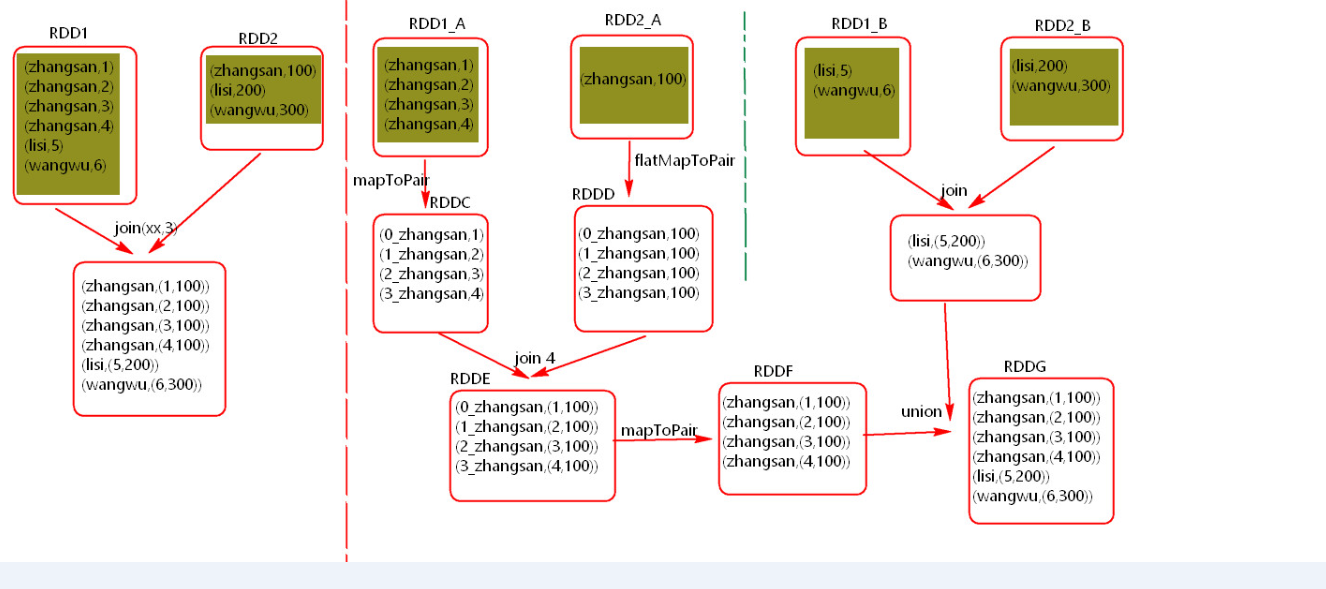 RDD1
(zhangsan,1)
(zhangsan,2)
(zhangsan,3)
(zhangsan,4)
(lisi,5)
(wangwu,6)
RDD2
(zhangsan,100)
(lisi,200)
(wangwu,300)
join(xx,3)
(zhangsan,(1,100))
(zhangsan,(2,100))
(zhangsan,(3,100))
(zhangsan,(4,100))
(lisi,(5,200))
(wangwu,(6,300))
RDD1_A
(zhangsan,1)
(zhangsan,2)
(zhangsan,3)
(zhangsan,4)
RDD2_A
(zhangsan,100)
mapToPair
flatMapToPair
RDDC
(0_zhangsan,1)
(1_zhangsan,2)
(2_zhangsan,3)
(3_zhangsan,4)
RDDD
(0_zhangsan,100)
(1_zhangsan,100)
(2_zhangsan,100)
(3_zhangsan,100)
join 4
RDDE
(0_zhangsan,(1,100))
(1_zhangsan,(2,100))
(2_zhangsan,(3,100))
(3_zhangsan,(4,100))
mapToPair
RDDF
(zhangsan,(1,100))
(zhangsan,(2,100))
(zhangsan,(3,100))
(zhangsan,(4,100))
RDD1_B
(lisi,5)
(wangwu,6)
RDD2_B
(lisi,200)
(wangwu,300)
join
(lisi,(5,200))
(wangwu,(6,300))
union
RDDG
(zhangsan,(1,100))
(zhangsan,(2,100))
(zhangsan,(3,100))
(zhangsan,(4,100))
(lisi,(5,200))
(wangwu,(6,300))